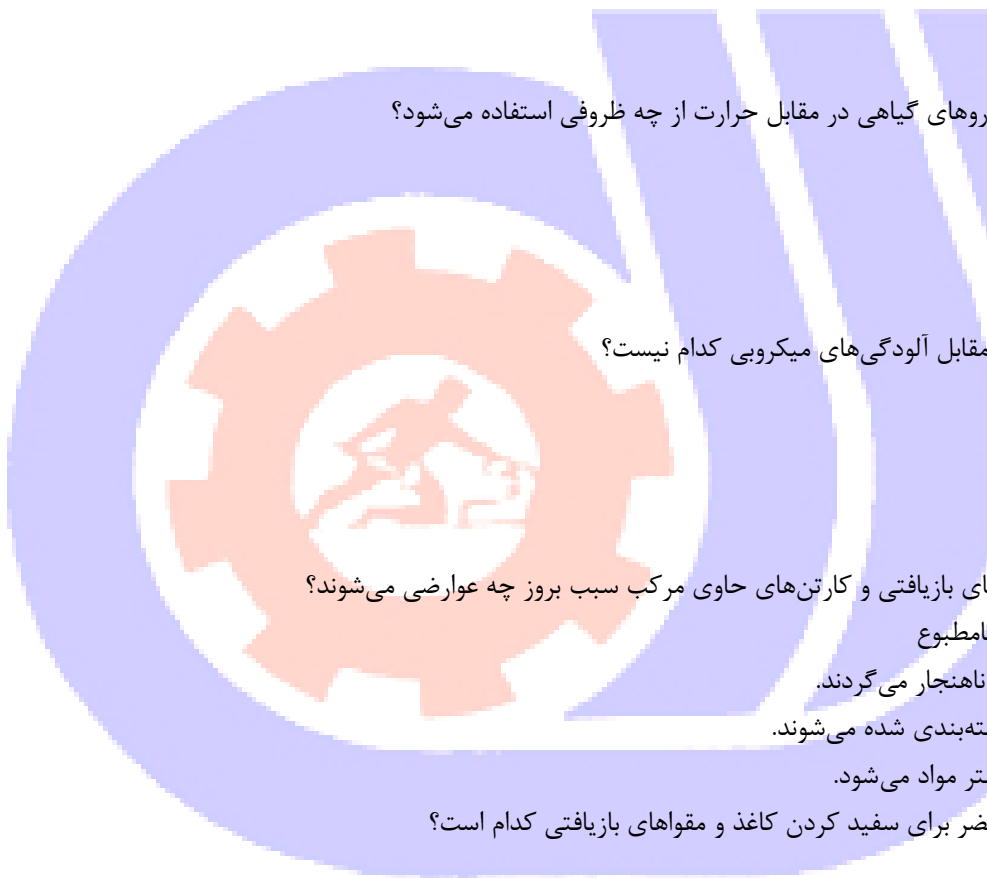 روهای گیاهی در مقابل حرارت از چه ظروفی استفاده می‌شود؟
مقابل آلودگی‌های میکروبی کدام نیست؟
ای بازیافتی و کارتن‌های حاوی مرکب سبب بروز چه عوارضی می‌شوند؟
امطبوع
ناهنجار می‌گردند.
ته‌بندی شده می‌شوند.
تر مواد می‌شود.
ضر برای سفید کردن کاغذ و مقواهای بازیافتی کدام است؟